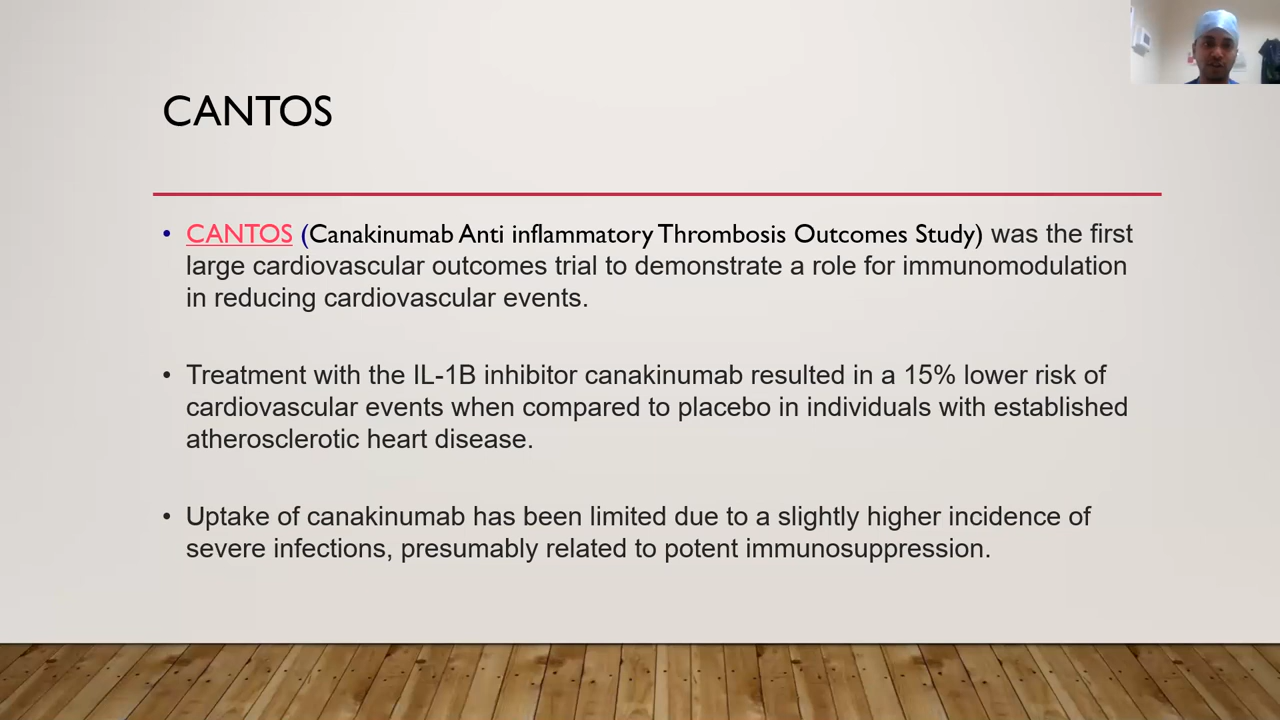 CANTOS
• CANTOS (Canakinumab Anti inflammatory Thrombosis Outcomes Study) was the first
large cardiovascular outcomes trial to demonstrate a role for immunomodulation
in reducing cardiovascular events.
• Treatment with the IL-1B inhibitor canakinumab resulted in a 15% lower risk of
cardiovascular events when compared to placebo in individuals with established
atherosclerotic heart disease.
• Uptake of canakinumab has been limited due to a slightly higher incidence of
severe infections, presumably related to potent immunosuppression.